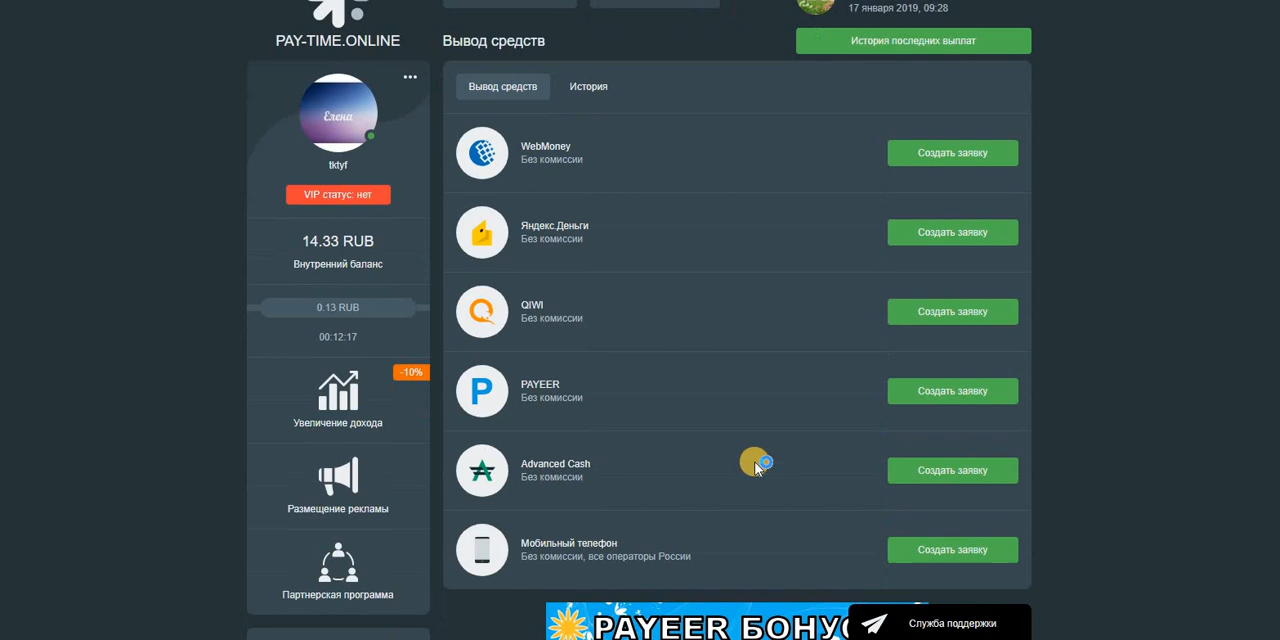 17 января 2019, 09:28
PAY-TIME.ONLINE
Вывод средств
История последних выплат
Елена
tktyf
VIP статус: нет
14.33 RUB
Внутренний баланс
0.13 RUB
00:12:17
-10%
Увеличение дохода
Размещение рекламы
Партнерская программа
Вывод средств
История
WebMoney
Без комиссии
Создать заявку
Яндекс.Деньги
Без комиссии
Создать заявку
QIWI
Без комиссии
Создать заявку
PAYEER
Без комиссии
Создать заявку
Advanced Cash
Без комиссии
Создать заявку
Мобильный телефон
Без комиссии, все операторы России
Создать заявку
PAYEER БОНУС
Служба поддержки